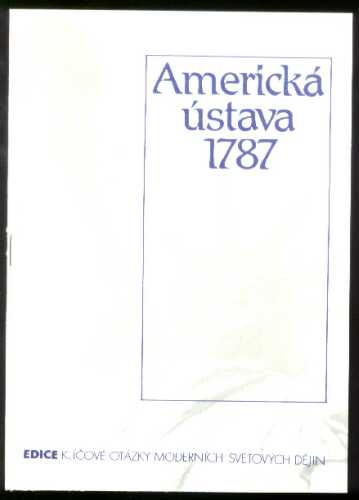 Americká
ústava
1787
EDICE KLÍČOVÉ OTÁZKY MODERNÍCH SVĚTOVÝCH DĚJIN